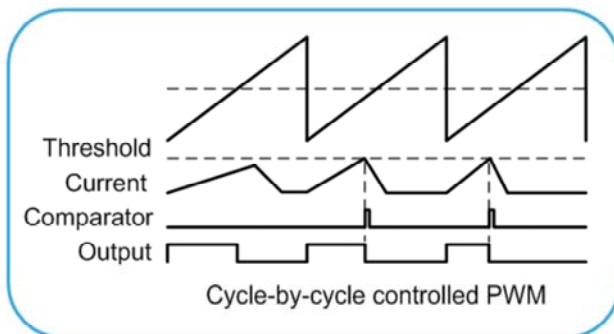 Threshold
Current
Comparator
Output
Cycle-by-cycle controlled PWM